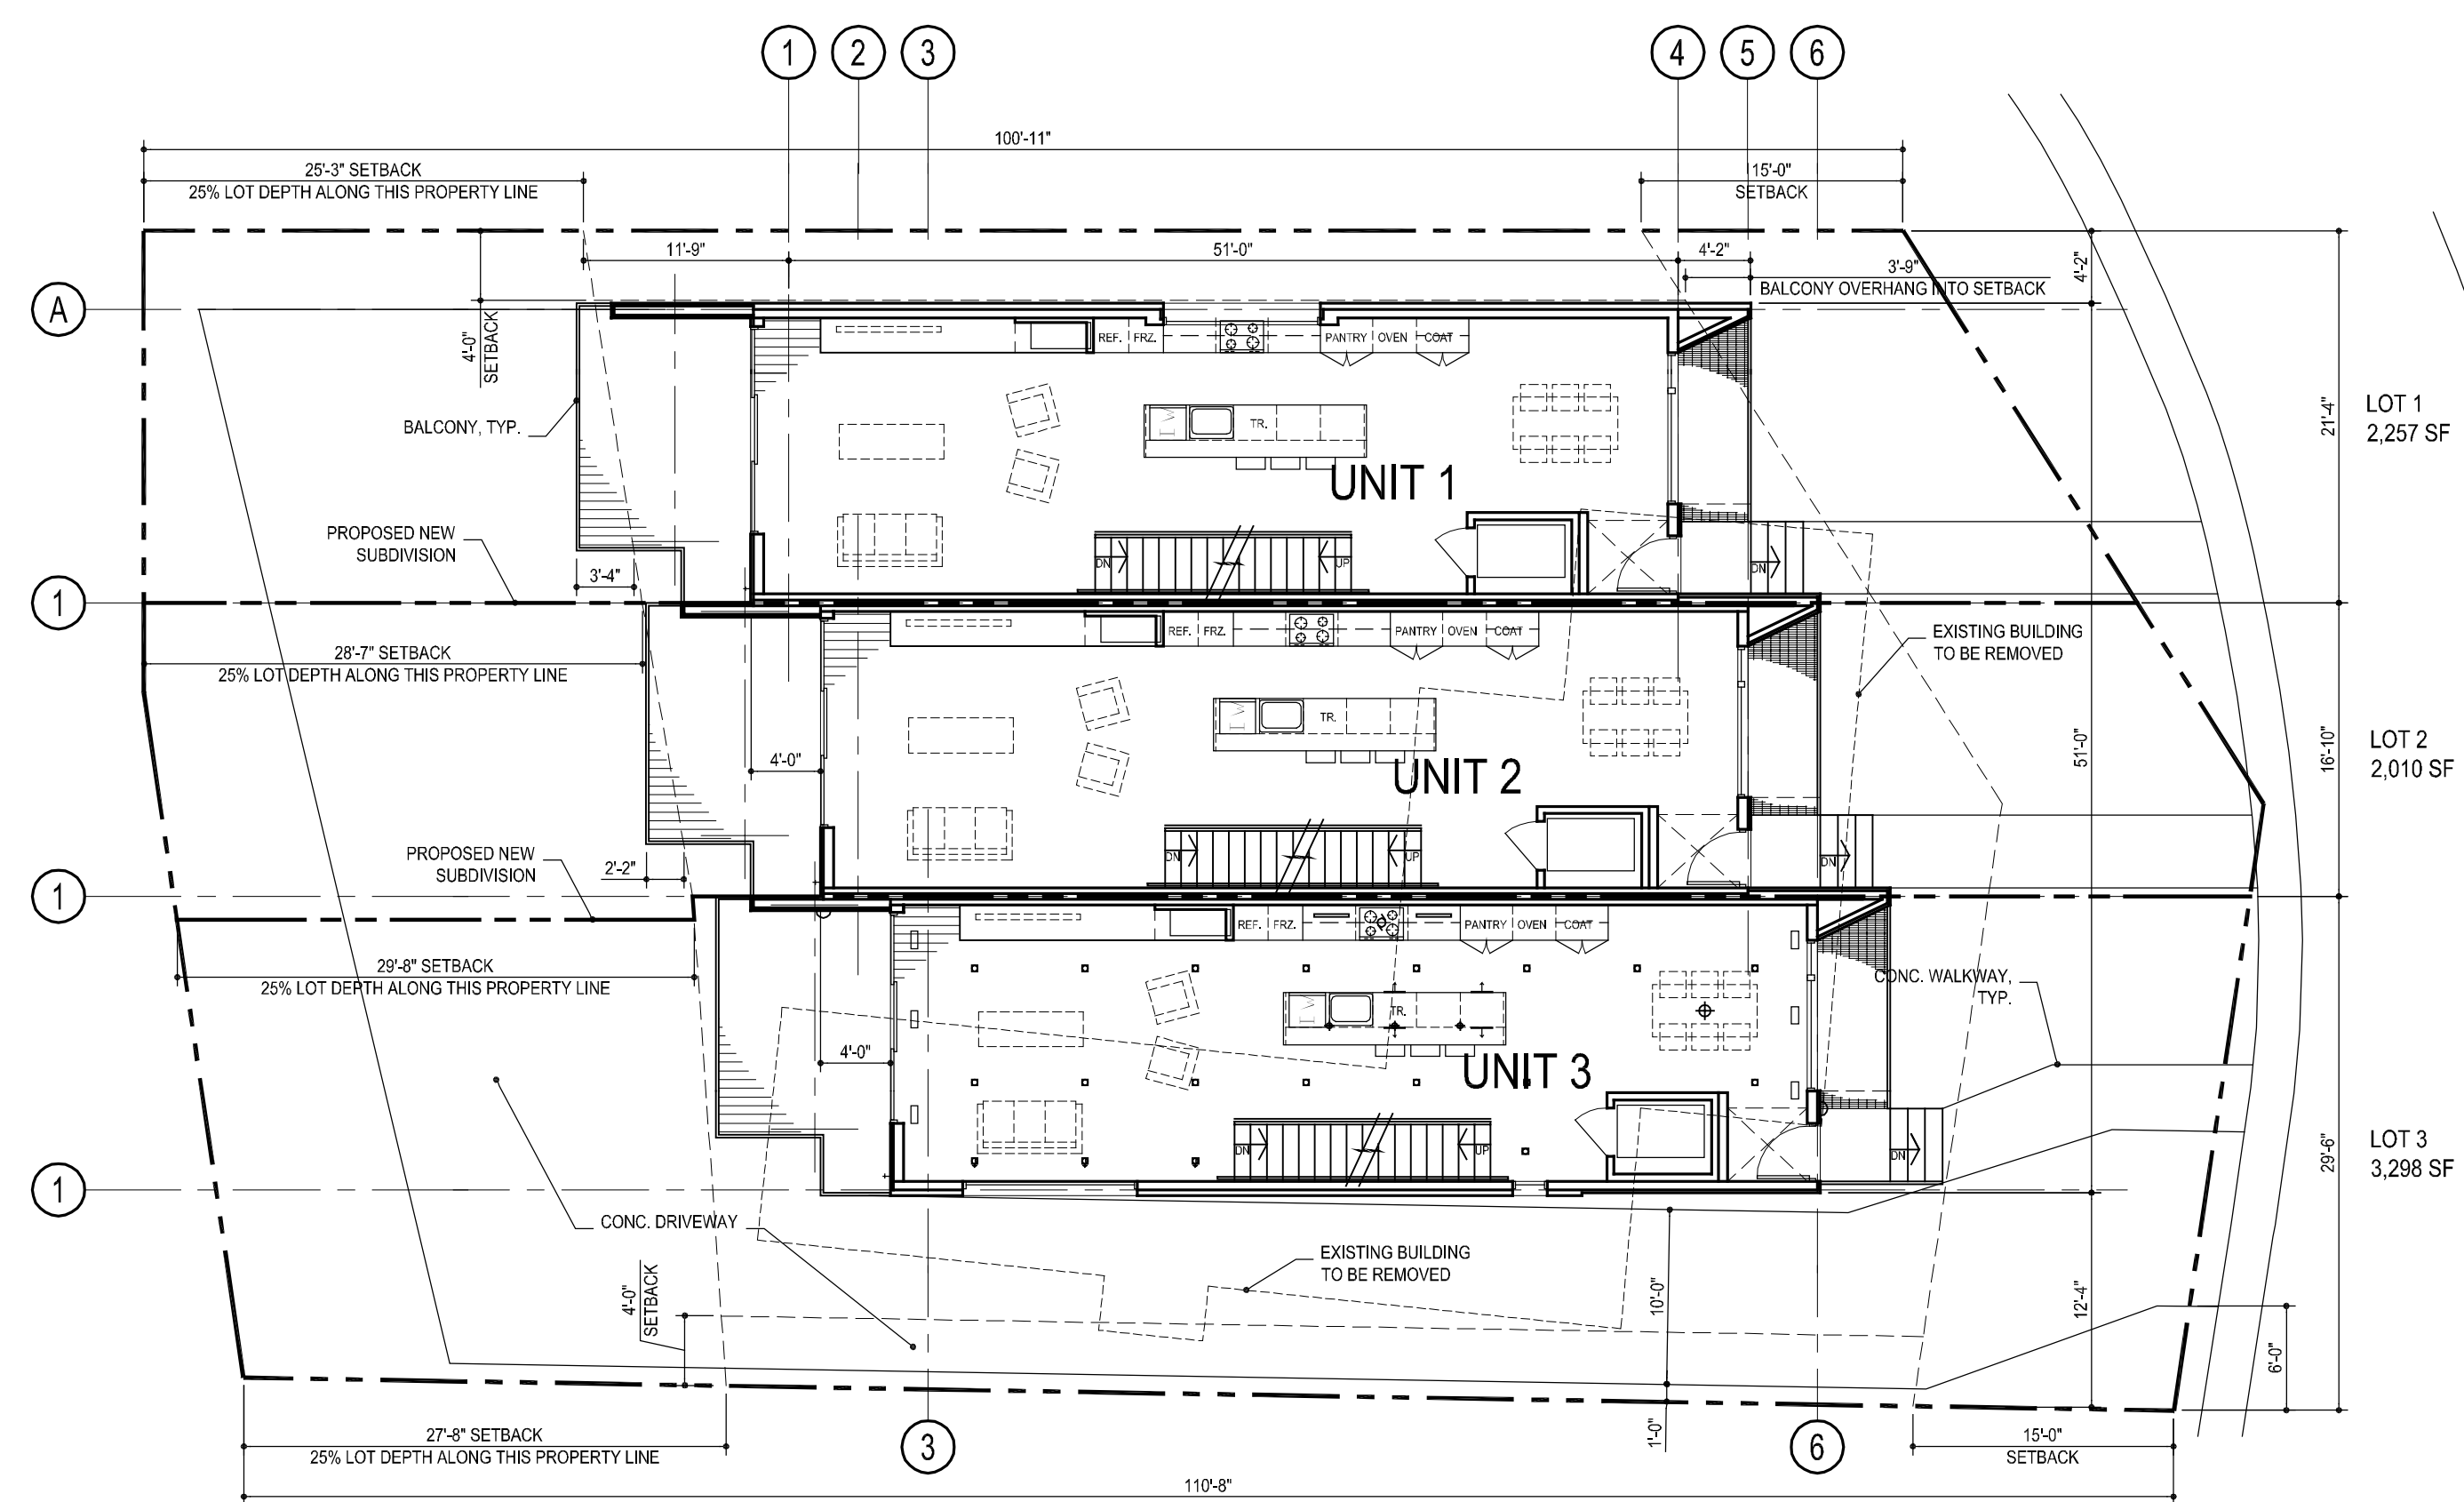 1 2 3 4 5 6
100'-11"
25'-3" SETBACK
25% LOT DEPTH ALONG THIS PROPERTY LINE
15'-0"
SETBACK
11'-9"
51'-0"
4'-2"
3'-9"
BALCONY OVERHANG INTO SETBACK
4'-2"
A
4'-0"
SETBACK
REF. FRZ. PANTRY OVEN COAT
BALCONY, TYP.
TR.
UNIT 1
21'-4"
LOT 1
2,257 SF
PROPOSED NEW
SUBDIVISION
DN UP DN
3'-4"
1
28'-7" SETBACK
25% LOT DEPTH ALONG THIS PROPERTY LINE
REF. FRZ. PANTRY OVEN COAT
EXISTING BUILDING
TO BE REMOVED
TR.
4'-0"
UNIT 2
51'-0"
16'-10"
LOT 2
2,010 SF
PROPOSED NEW
SUBDIVISION
DN UP DN
2'-2"
1
29'-8" SETBACK
25% LOT DEPTH ALONG THIS PROPERTY LINE
REF. FRZ. PANTRY OVEN COAT
CONC. WALKWAY,
TYP.
TR.
4'-0"
UNIT 3
DN UP DN
29'-6"
LOT 3
3,298 SF
1
CONC. DRIVEWAY
EXISTING BUILDING
TO BE REMOVED
4'-0"
SETBACK
10'-0"
12'-4"
6'-0"
1'-0"
27'-8" SETBACK
25% LOT DEPTH ALONG THIS PROPERTY LINE
3 6
15'-0"
SETBACK
110'-8"